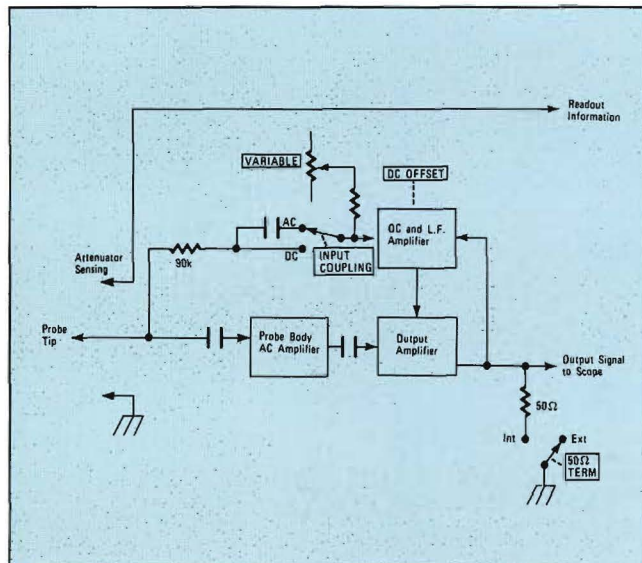 Readout
Information
VARIABLE
DC OFFSET
AC
DC
INPUT
COUPLING
DC and L.F.
Amplifier
90k
Attenuator
Sensing
Probe
Tip
Probe Body
AC Amplifier
Output
Amplifier
Output Signal
to Scope
50Ω
Int
Ext
50Ω
TERM